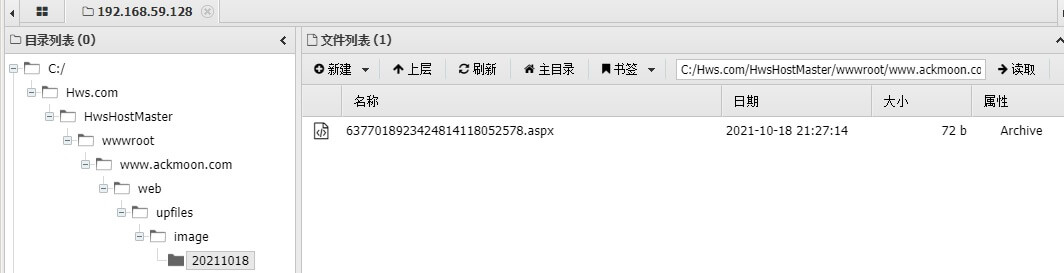 192.168.59.128
目录列表 (0)
C:/
Hws.com
HwsHostMaster
wwwroot
www.ackmoon.com
web
upfiles
image
20211018
文件列表 (1)
新建 上层 刷新 主目录 书签 C:/Hws.com/HwsHostMaster/wwwroot/www.ackmoon.co 读取
名称 日期 大小 属性
6377018923424814118052578.aspx 2021-10-18 21:27:14 72 b Archive